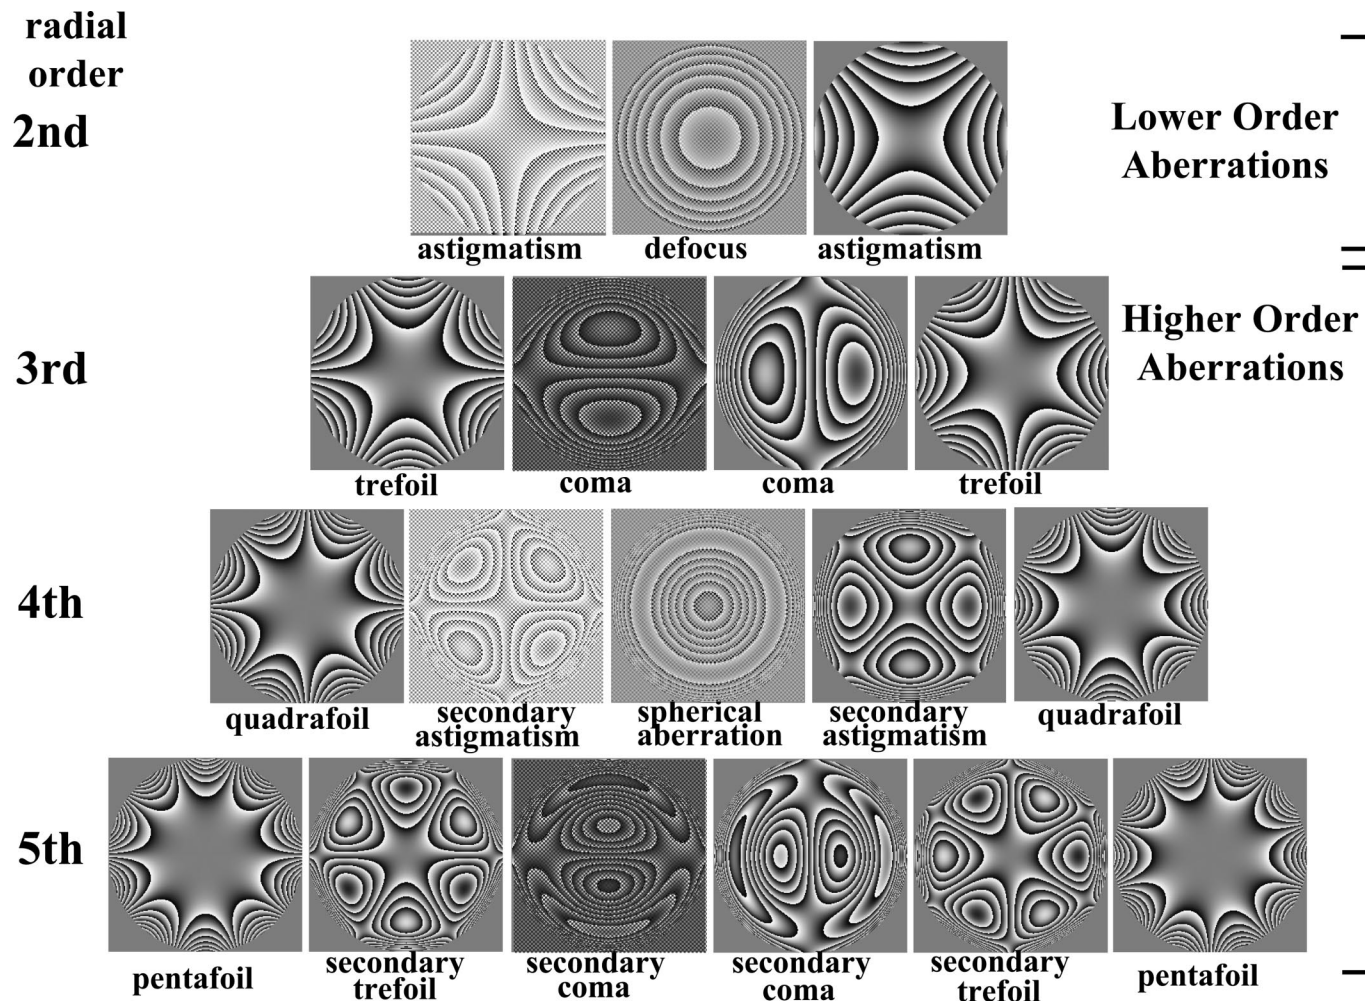 radial
order
2nd
astigmatism
defocus
astigmatism
Lower Order
Aberrations
3rd
trefoil
coma
coma
trefoil
Higher Order
Aberrations
4th
quadrafoil
secondary
astigmatism
spherical
aberration
secondary
astigmatism
quadrafoil
5th
pentafoil
secondary
trefoil
secondary
coma
secondary
coma
secondary
trefoil
pentafoil